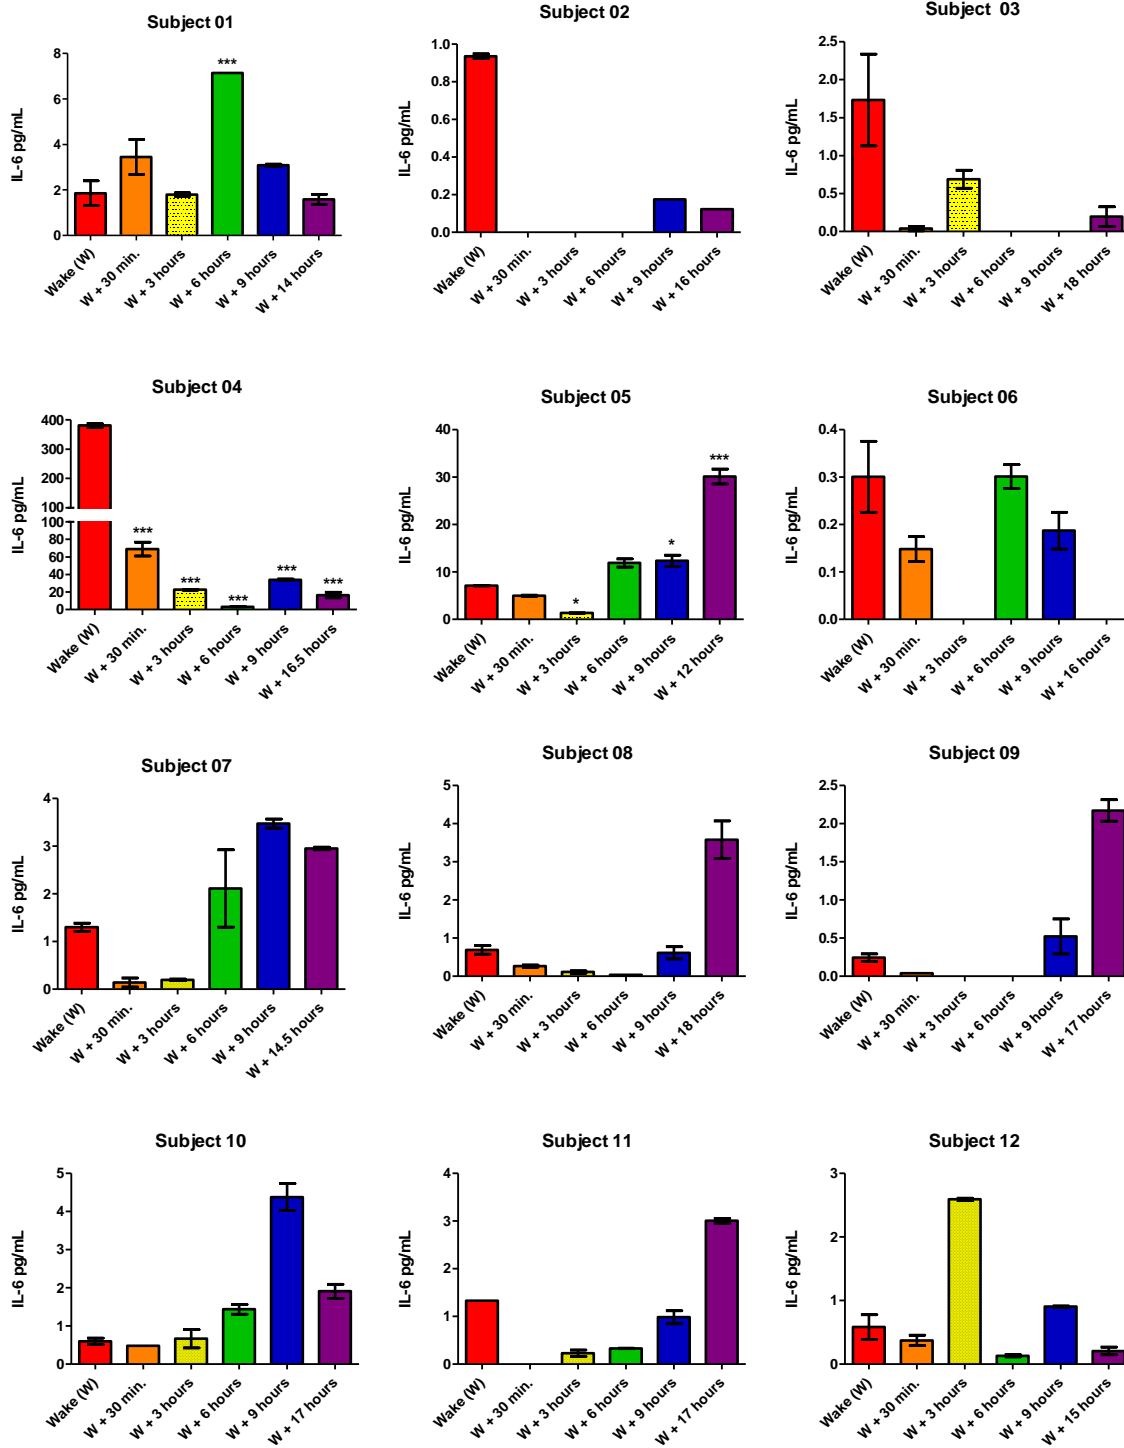 Subject 01
IL-6 pg/mL
8
6
4
2
0
***
Wake (W)
W + 30 min.
W + 3 hours
W + 6 hours
W + 9 hours
W + 14 hours
Subject 02
IL-6 pg/mL
1.0
0.8
0.6
0.4
0.2
0.0
Wake (W)
W + 30 min.
W + 3 hours
W + 6 hours
W + 9 hours
W + 16 hours
Subject 03
IL-6 pg/mL
2.5
2.0
1.5
1.0
0.5
0.0
Wake (W)
W + 30 min.
W + 3 hours
W + 6 hours
W + 9 hours
W + 18 hours
Subject 04
IL-6 pg/mL
400
300
200
100
100
80
60
40
20
0
***
***
***
***
***
Wake (W)
W + 30 min.
W + 3 hours
W + 6 hours
W + 9 hours
W + 16.5 hours
Subject 05
IL-6 pg/mL
40
30
20
10
0
*
*
***
Wake (W)
W + 30 min.
W + 3 hours
W + 6 hours
W + 9 hours
W + 12 hours
Subject 06
IL-6 pg/mL
0.4
0.3
0.2
0.1
0.0
Wake (W)
W + 30 min.
W + 3 hours
W + 6 hours
W + 9 hours
W + 16 hours
Subject 07
IL-6 pg/mL
4
3
2
1
0
Wake (W)
W + 30 min.
W + 3 hours
W + 6 hours
W + 9 hours
W + 14.5 hours
Subject 08
IL-6 pg/mL
5
4
3
2
1
0
Wake (W)
W + 30 min.
W + 3 hours
W + 6 hours
W + 9 hours
W + 18 hours
Subject 09
IL-6 pg/mL
2.5
2.0
1.5
1.0
0.5
0.0
Wake (W)
W + 30 min.
W + 3 hours
W + 6 hours
W + 9 hours
W + 17 hours
Subject 10
IL-6 pg/mL
5
4
3
2
1
0
Wake (W)
W + 30 min.
W + 3 hours
W + 6 hours
W + 9 hours
W + 17 hours
Subject 11
IL-6 pg/mL
4
3
2
1
0
Wake (W)
W + 30 min.
W + 3 hours
W + 6 hours
W + 9 hours
W + 17 hours
Subject 12
IL-6 pg/mL
3
2
1
0
Wake (W)
W + 30 min.
W + 3 hours
W + 6 hours
W + 9 hours
W + 15 hours